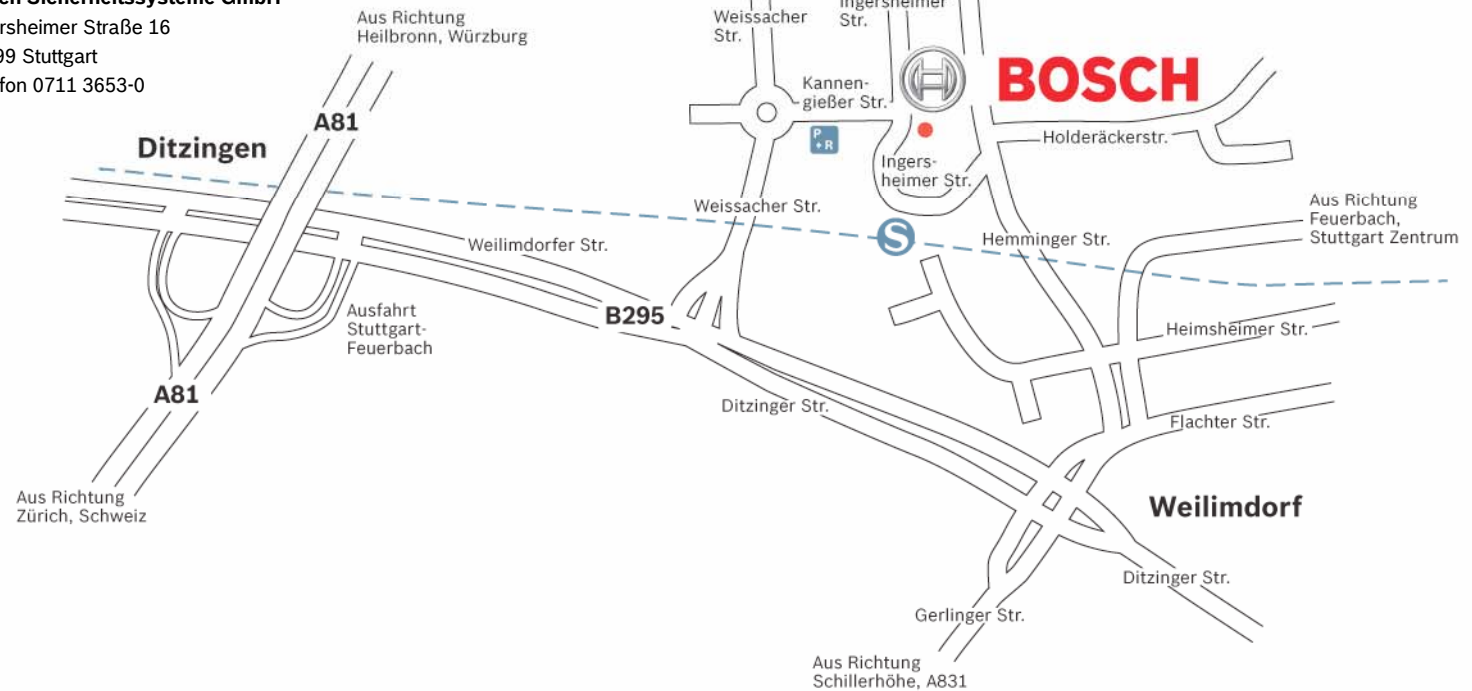 Sicherheitssysteme GmbH
rsheimer Straße 16
99 Stuttgart
fon 0711 3653-0
Aus Richtung
Heilbronn, Würzburg
Weissacher
Str.
Ingersheimer
Str.
BOSCH
Kannen-
gießer Str.
P
+ R
A81
Ditzingen
Holderäckerstr.
Ingers-
heimer Str.
Weissacher Str.
Aus Richtung
Feuerbach,
Stuttgart Zentrum
S
Hemminger Str.
Weilimdorfer Str.
Ausfahrt
Stuttgart-
Feuerbach
B295
Heimsheimer Str.
A81
Ditzinger Str.
Flachter Str.
Aus Richtung
Zürich, Schweiz
Weilimdorf
Ditzinger Str.
Gerlinger Str.
Aus Richtung
Schillerhöhe, A831